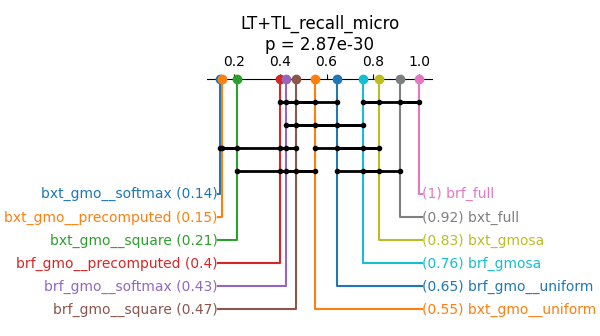 LT+TL_recall_micro
p = 2.87e-30
0.2 0.4 0.6 0.8 1.0
bxt_gmo__softmax (0.14) (1) brf_full
bxt_gmo__precomputed (0.15) (0.92) bxt_full
bxt_gmo__square (0.21) (0.83) bxt_gmosa
brf_gmo__precomputed (0.4) (0.76) brf_gmosa
brf_gmo__softmax (0.43) (0.65) brf_gmo__uniform
brf_gmo__square (0.47) (0.55) bxt_gmo__uniform